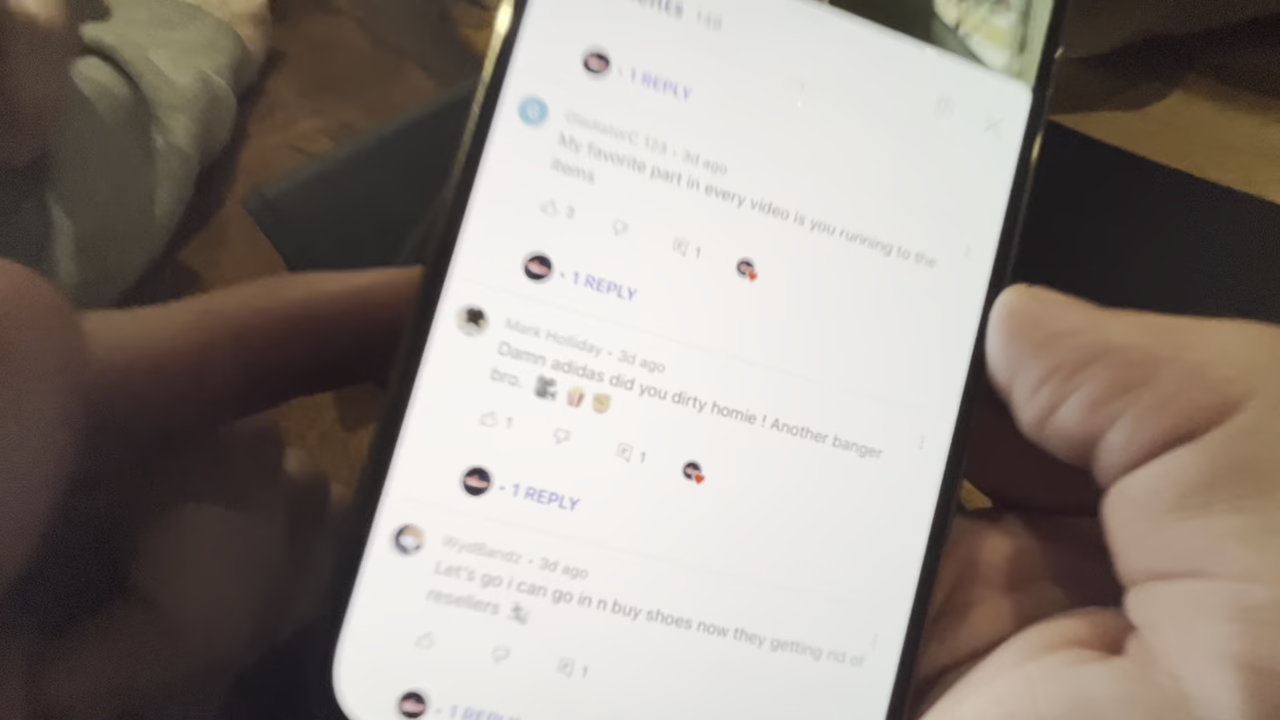 1 REPLY
123 - 3d ago
My favorite part in every video is you running to the
items
3
1
- 1 REPLY
Mark Holliday - 3d ago
Damn adidas did you dirty homie ! Another banger
bro.
1
1
- 1 REPLY
WydBandz - 3d ago
Let's go i can go in n buy shoes now they getting rid of
resellers
1
- 1 REPLY